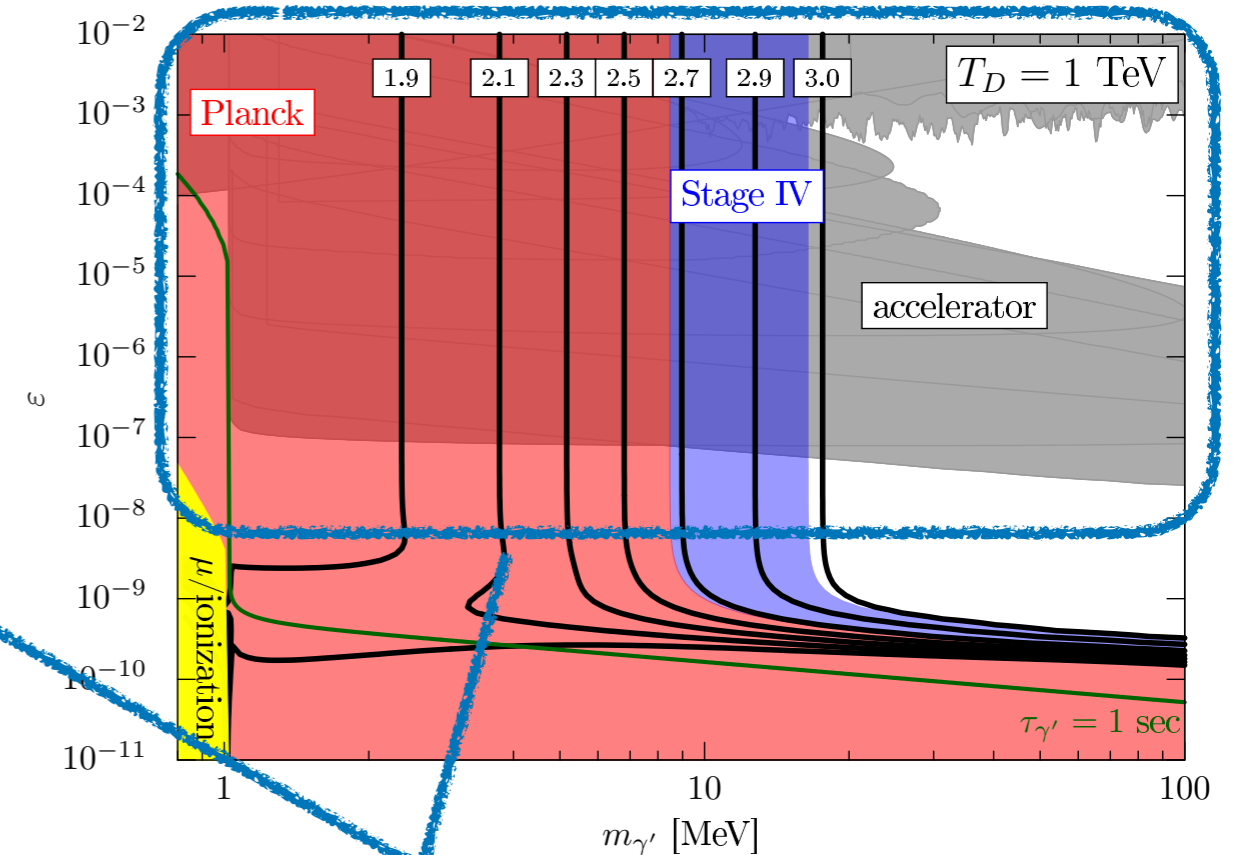 10⁻²
10⁻³
10⁻⁴
10⁻⁵
10⁻⁶
10⁻⁷
10⁻⁸
10⁻⁹
10⁻¹⁰
10⁻¹¹
ε
1.9 2.1 2.3 2.5 2.7 2.9 3.0
T_D = 1 TeV
Planck
Stage IV
accelerator
μ/ionization
τ_γ′ = 1 sec
1 10 100
m_γ′ [MeV]